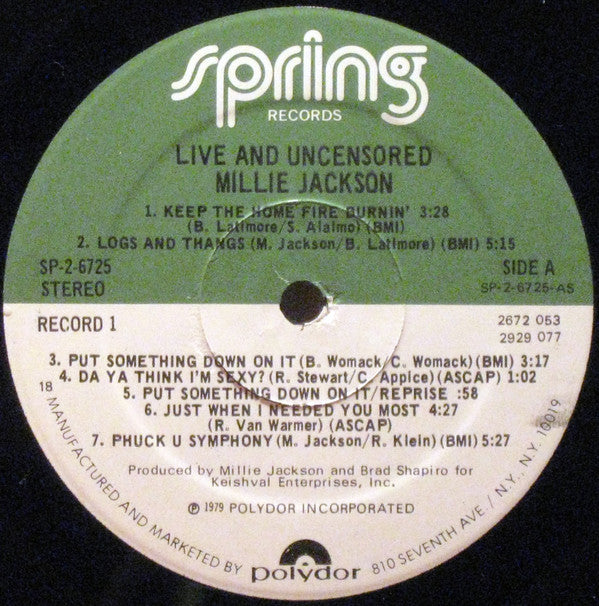 spring
RECORDS
LIVE AND UNCENSORED
MILLIE JACKSON
1. KEEP THE HOME FIRE BURNIN' 3:28
(B. Latimore/S. Alaimo) (BMI)
2. LOGS AND THANGS (M. Jackson/B. Latimore) (BMI) 5:15
SP-2-6725
STEREO
SIDE A
SP-2-6725-AS
RECORD 1
2672 053
2929 077
3. PUT SOMETHING DOWN ON IT (B. Womack/C. Womack) (BMI) 3:17
4. DA YA THINK I'M SEXY? (R. Stewart/C. Appice) (ASCAP) 1:02
5. PUT SOMETHING DOWN ON IT/REPRISE :58
6. JUST WHEN I NEEDED YOU MOST 4:27
(R. Van Warmer) (ASCAP)
7. PHUCK U SYMPHONY (M. Jackson/R. Klein) (BMI) 5:27
Produced by Millie Jackson and Brad Shapiro for
Keishval Enterprises, Inc.
℗ 1979 POLYDOR INCORPORATED
18 MANUFACTURED AND MARKETED BY
polydor
810 SEVENTH AVE / N.Y., N.Y. 10019